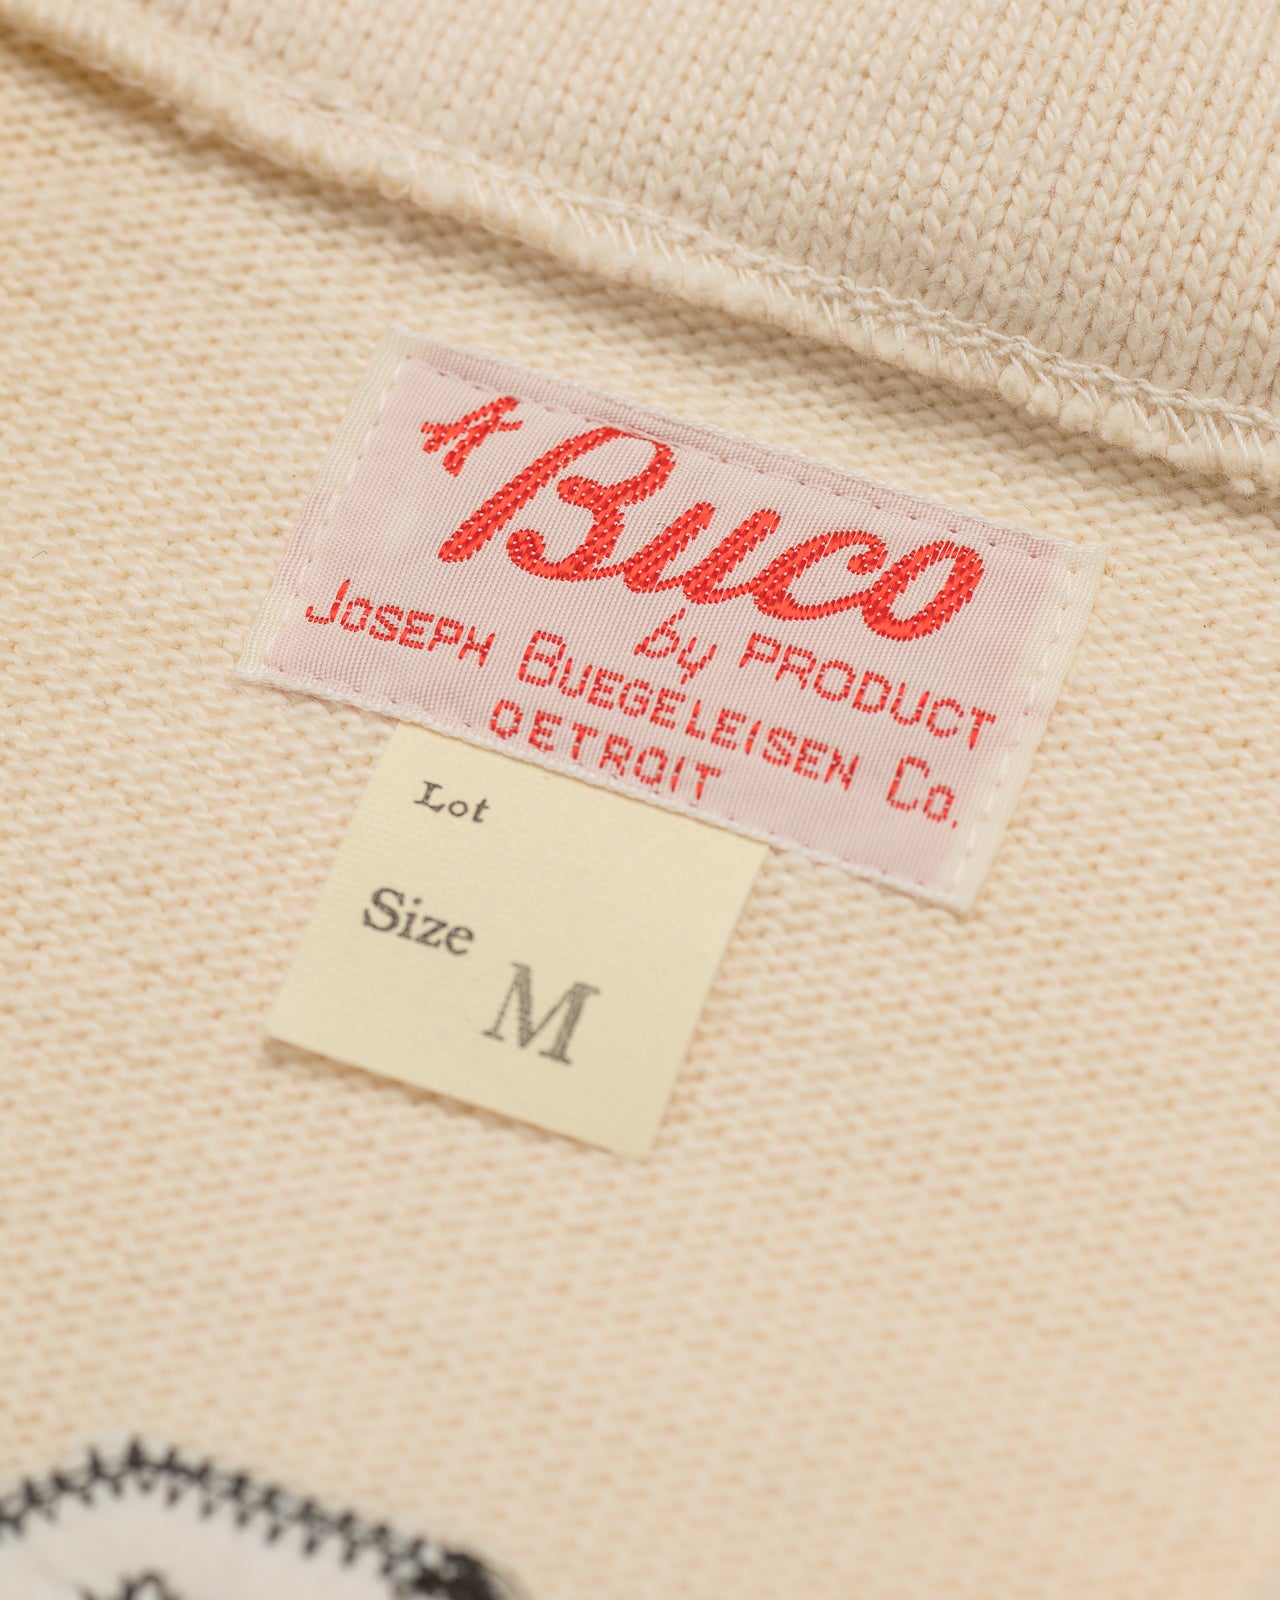 A Buco
by PRODUCT
JOSEPH BUEGELEISEN Co.
DETROIT
Lot
Size
M